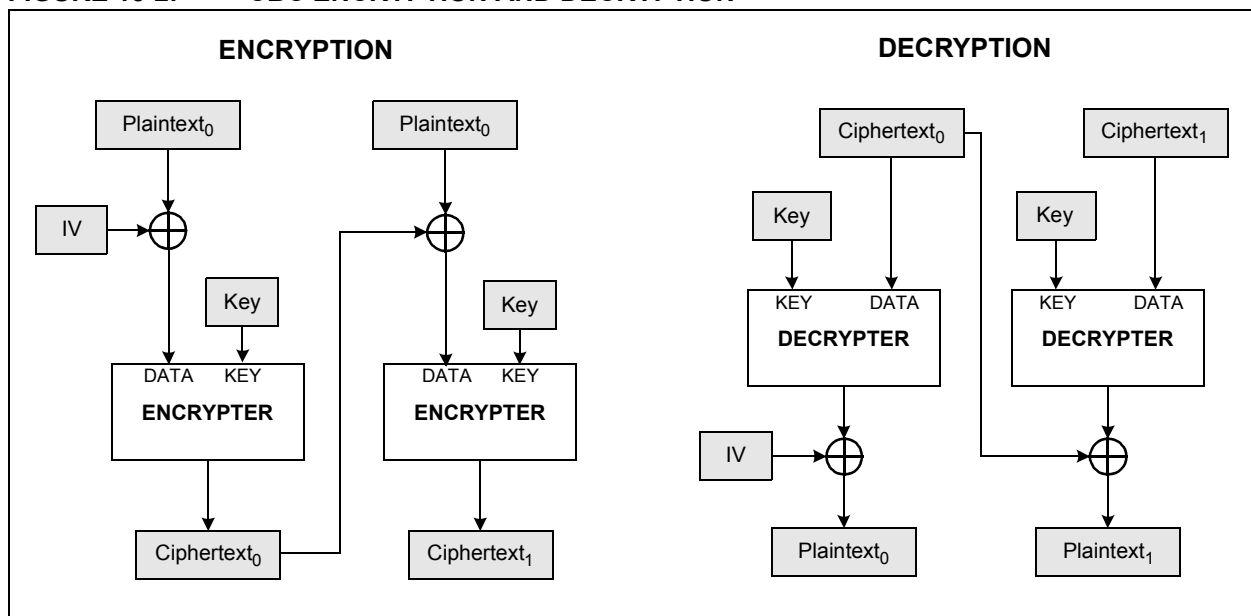 ENCRYPTION
Plaintext0
Plaintext0
IV
Key
Key
DATA KEY
ENCRYPTER
DATA KEY
ENCRYPTER
Ciphertext0
Ciphertext1
DECRYPTION
Ciphertext0
Ciphertext1
Key
Key
KEY DATA
DECRYPTER
KEY DATA
DECRYPTER
IV
Plaintext0
Plaintext1